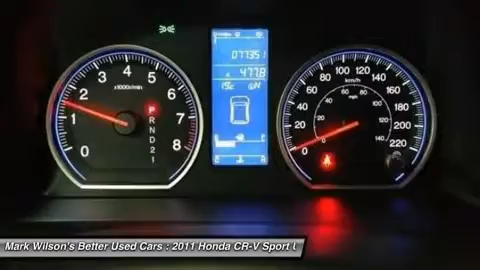 077351
477.8
15c N
F
C H
0 1 2 3 4 5 6 7 8
x1000r/min
P
R
N
D
2
1
0 20 40 60 80 100 120 140 160 180 200 220
km/h
mph
Mark Wilson's Better Used Cars : 2011 Honda CR-V Sport U